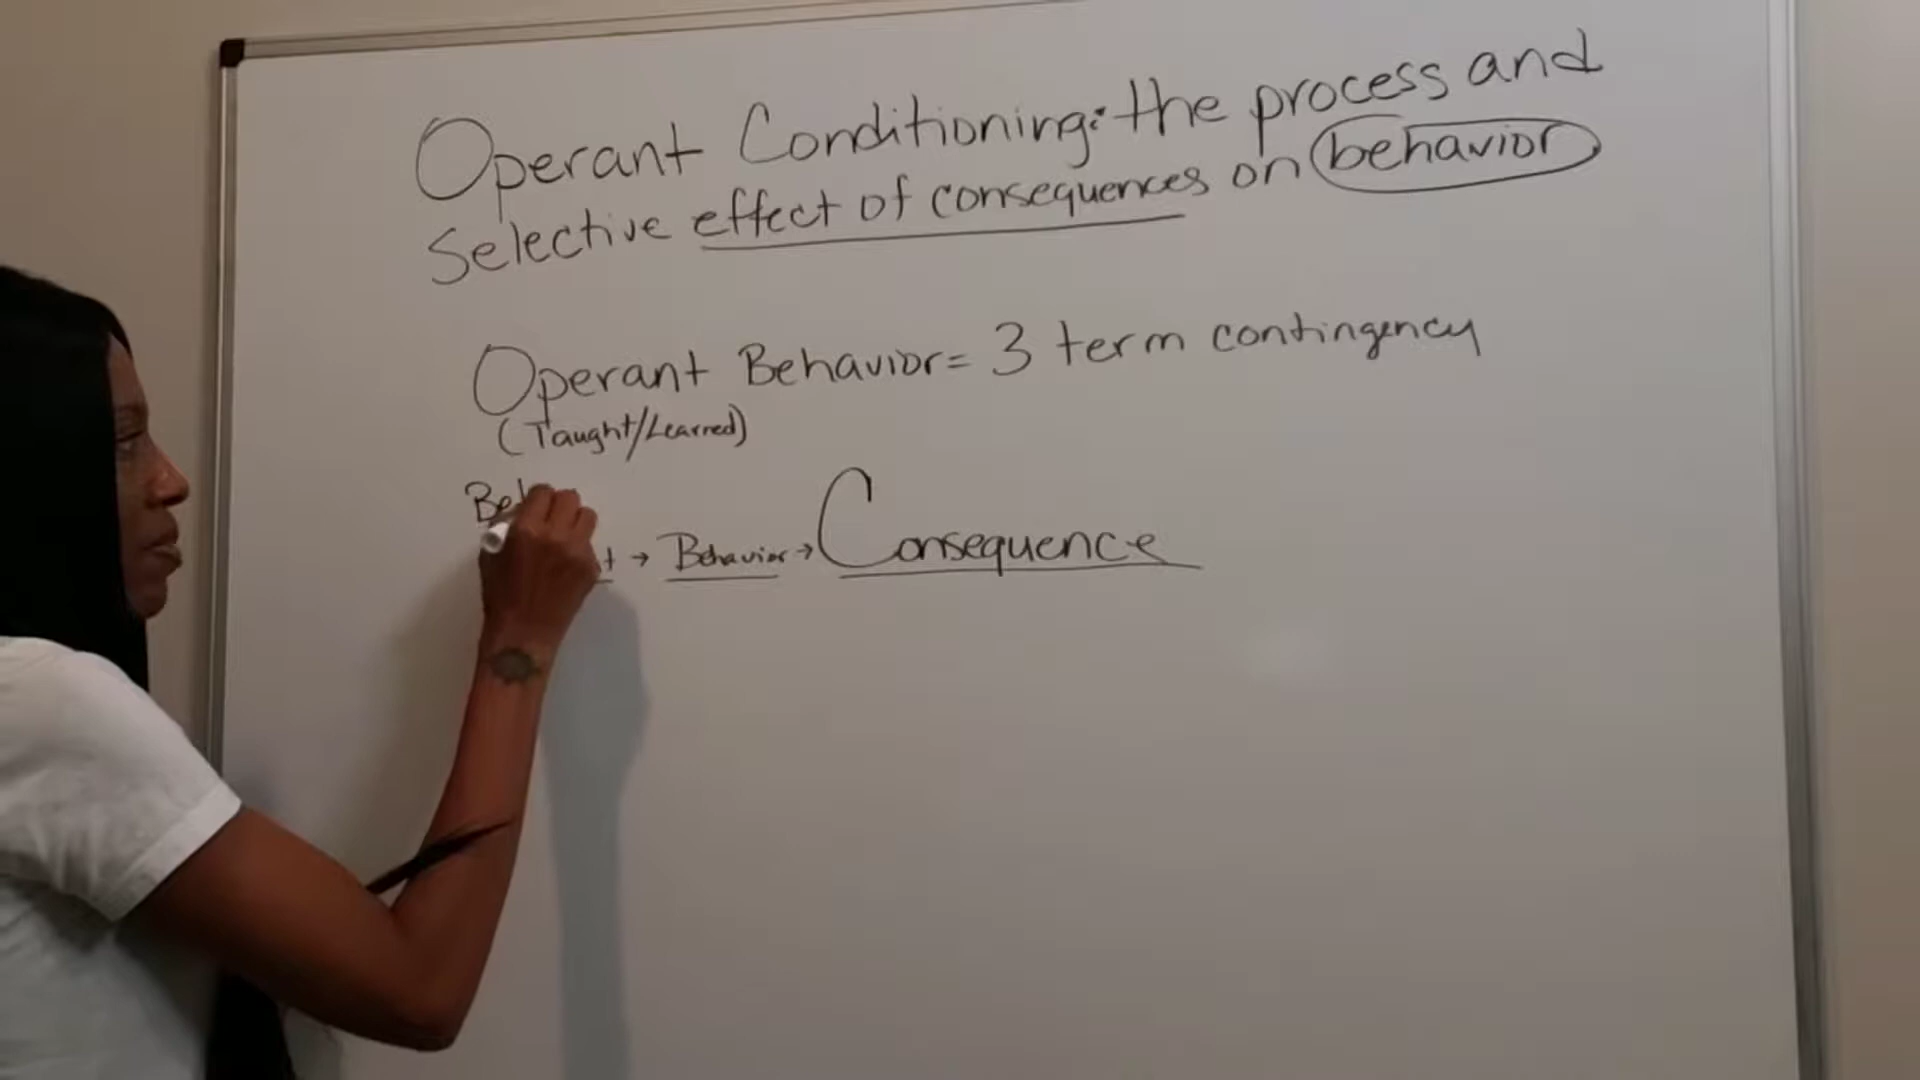 Operant Conditioning: the process and
Selective effect of consequences on behavior
Operant Behavior = 3 term contingency
(Taught/Learned)
→ Behavior → Consequence